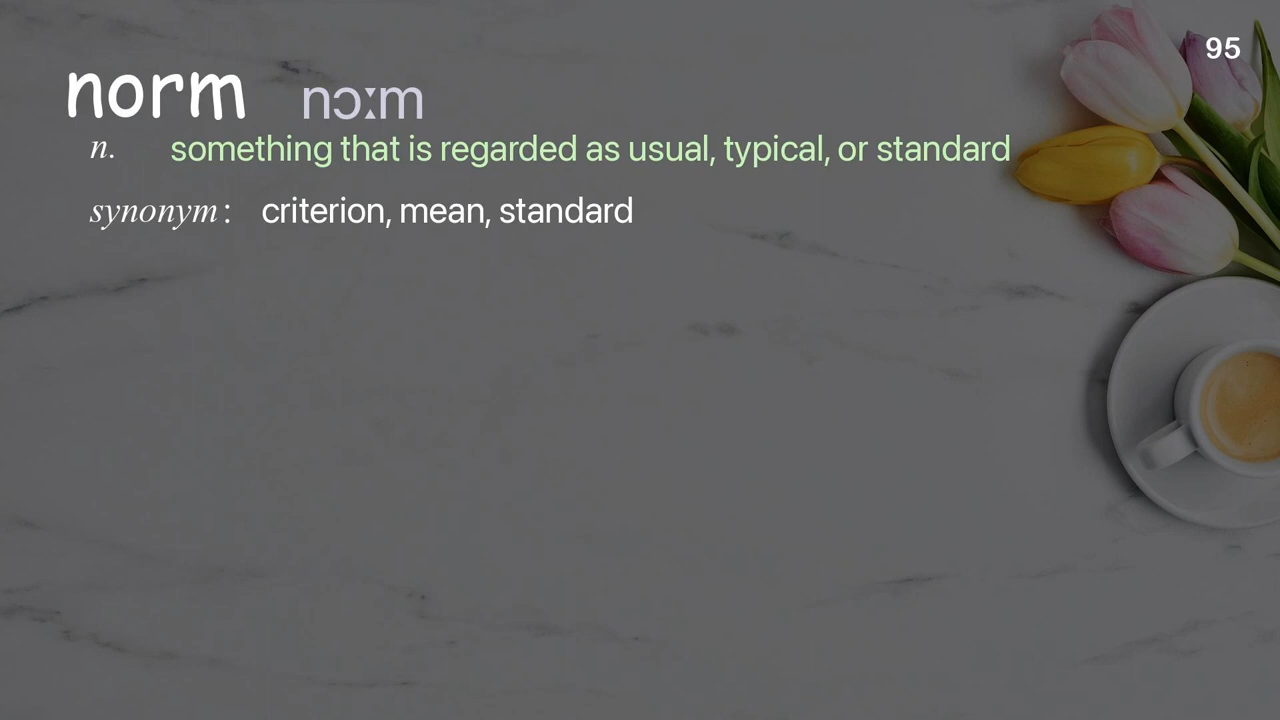 95
norm nɔːm
n. something that is regarded as usual, typical, or standard
synonym : criterion, mean, standard